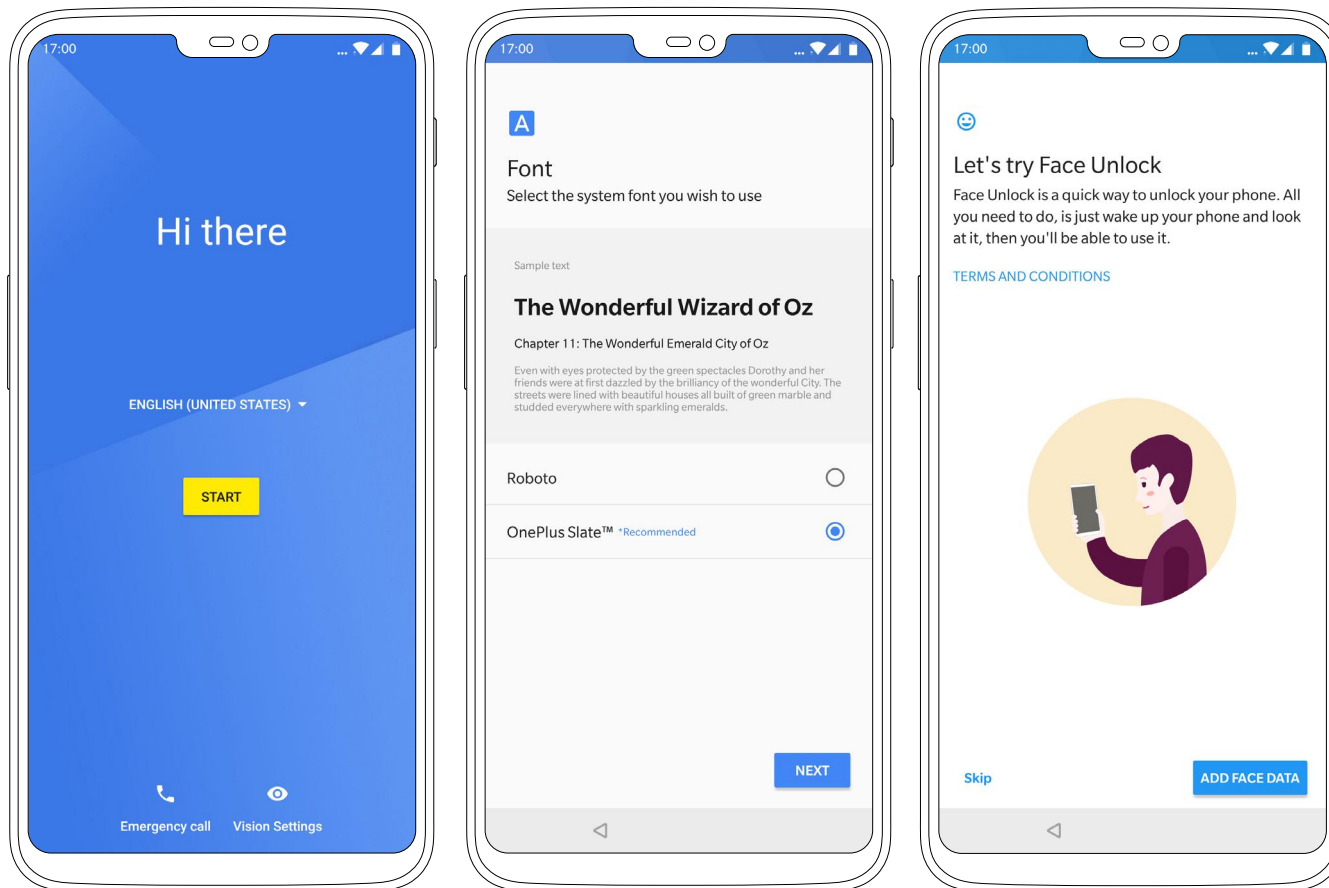 17:00
Hi there
ENGLISH (UNITED STATES)
START
Emergency call Vision Settings
17:00
A
Font
Select the system font you wish to use
Sample text
The Wonderful Wizard of Oz
Chapter 11: The Wonderful Emerald City of Oz
Even with eyes protected by the green spectacles Dorothy and her
friends were at first dazzled by the brilliancy of the wonderful City. The
streets were lined with beautiful houses all built of green marble and
studded everywhere with sparkling emeralds.
Roboto
OnePlus Slate™ *Recommended
NEXT
17:00
Let's try Face Unlock
Face Unlock is a quick way to unlock your phone. All
you need to do, is just wake up your phone and look
at it, then you'll be able to use it.
TERMS AND CONDITIONS
Skip ADD FACE DATA